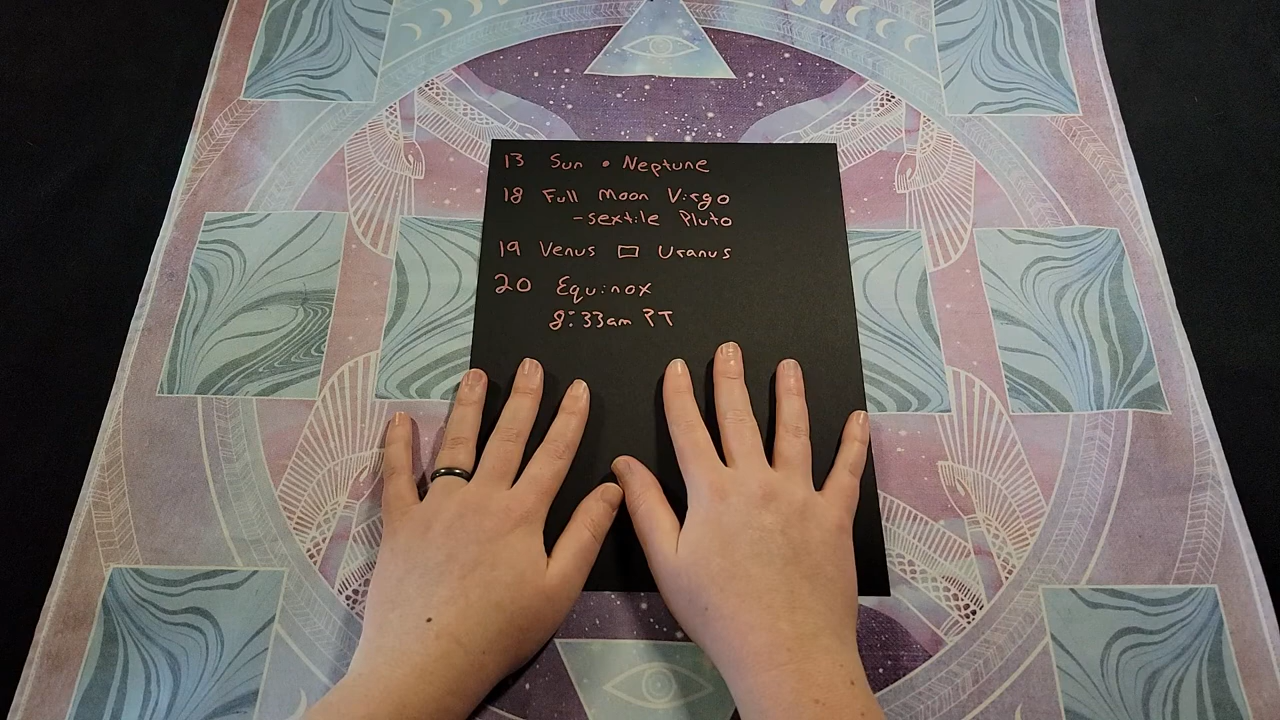 13 Sun • Neptune
18 Full Moon Virgo
-sextile Pluto
19 Venus □ Uranus
20 Equinox
8:33am PT